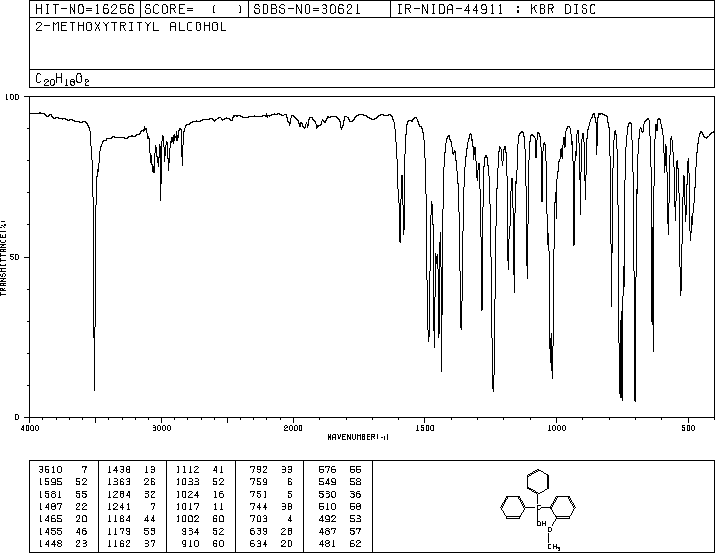 HIT-NO=16256 SCORE= ( ) SDBS-NO=30621 IR-NIDA-44911 : KBR DISC
2-METHOXYTRITYL ALCOHOL
C20H18O2
100
50
0
TRANSMITTANCE(%)
4000 3000 2000 1500 1000 500
WAVENUMBER(-1)
3510 7 1438 13 1112 41 792 33 576 55
1595 52 1363 26 1033 52 759 6 549 58
1581 55 1284 32 1024 16 751 5 530 36
1487 22 1241 7 1017 11 744 38 510 58
1465 20 1184 44 1002 60 703 4 492 53
1455 46 1179 59 934 52 639 28 487 57
1448 23 1162 37 910 60 634 20 481 62
OH
O
CH3